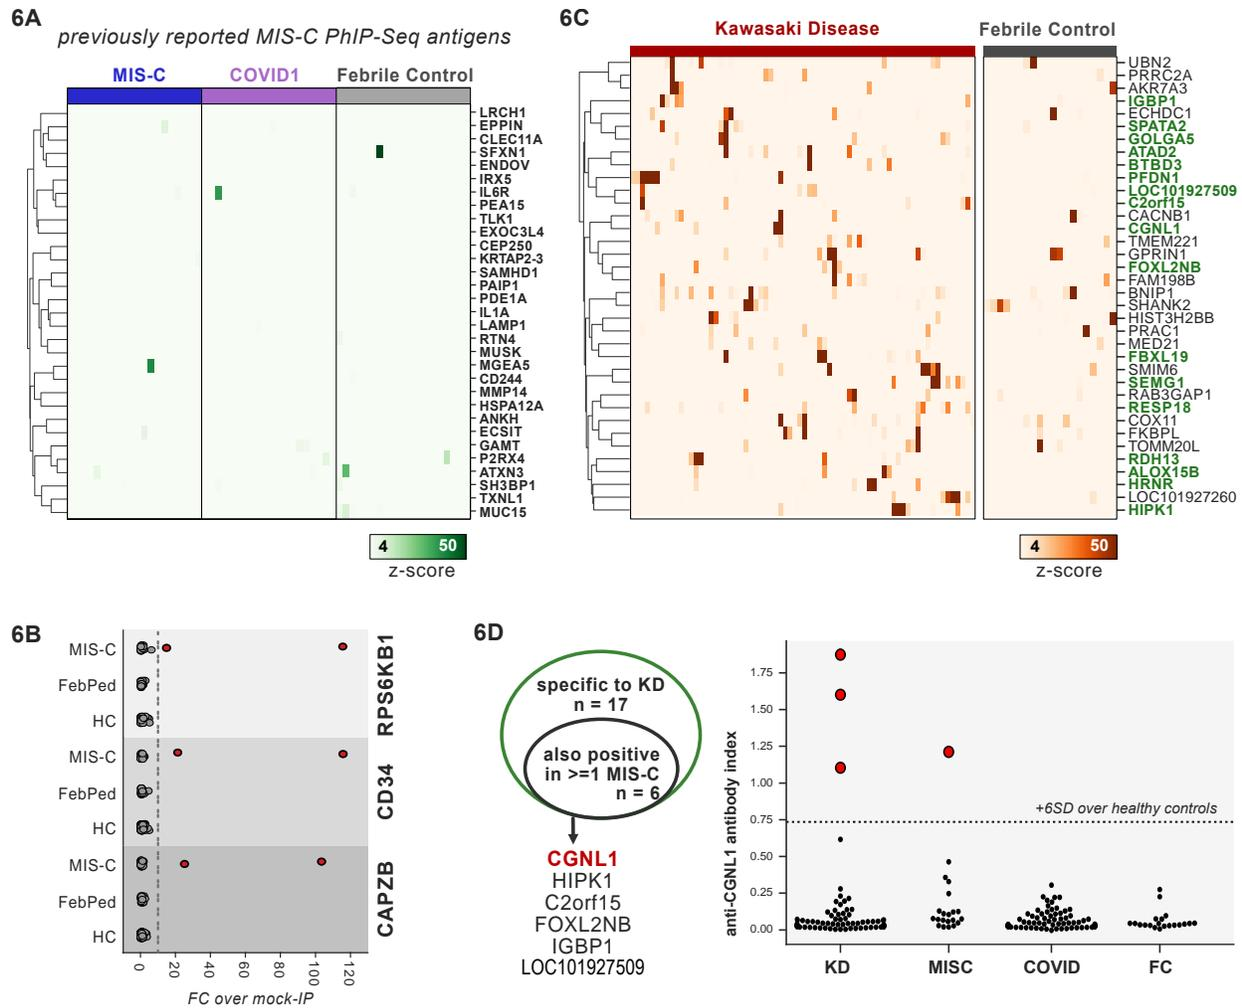 6A
previously reported MIS-C PhIP-Seq antigens
MIS-C COVID1 Febrile Control
LRCH1
EPPIN
CLEC11A
SFXN1
ENDOV
IRX5
IL6R
PEA15
TLK1
EXOC3L4
CEP250
KRTAP2-3
SAMHD1
PAIP1
PDE1A
IL1A
LAMP1
RTN4
MUSK
MGEA5
CD244
MMP14
HSPA12A
ANKH
ECSIT
GAMT
P2RX4
ATXN3
SH3BP1
TXNL1
MUC15
4 50
z-score
6C
Kawasaki Disease Febrile Control
UBN2
PRRC2A
AKR7A3
IGBP1
ECHDC1
SPATA2
GOLGA5
ATAD2
BTBD3
PFDN1
LOC101927509
C2orf15
CACNB1
CGNL1
TMEM221
GPRIN1
FOXL2NB
FAM198B
BNIP1
SHANK2
HIST3H2BB
PRAC1
MED21
FBXL19
SMIM6
SEMG1
RAB3GAP1
RESP18
COX11
FKBPL
TOMM20L
RDH13
ALOX15B
HRNR
LOC101927260
HIPK1
4 50
z-score
6B
MIS-C
FebPed
HC
RPS6KB1
MIS-C
FebPed
HC
CD34
MIS-C
FebPed
HC
CAPZB
0 20 40 60 80 100 120
FC over mock-IP
6D
specific to KD
n = 17
also positive
in >=1 MIS-C
n = 6
CGNL1
HIPK1
C2orf15
FOXL2NB
IGBP1
LOC101927509
anti-CGNL1 antibody index
1.75
1.50
1.25
1.00
0.75
0.50
0.25
0.00
+6SD over healthy controls
KD MISC COVID FC